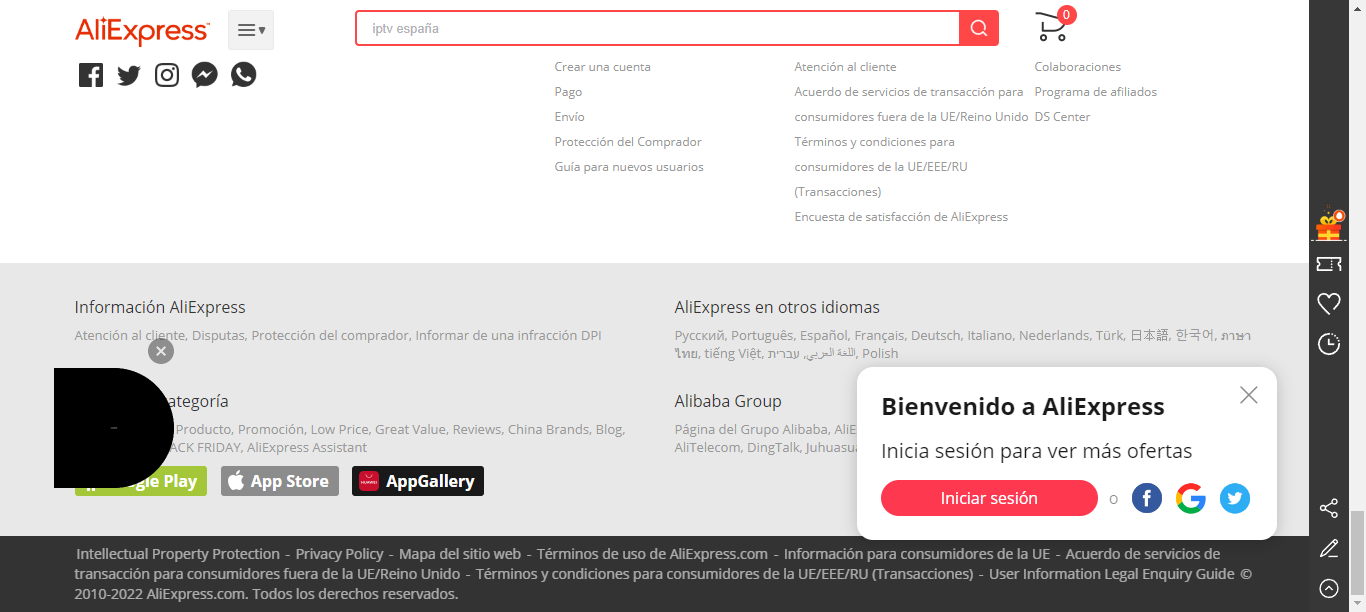 AliExpress™
iptv españa
0
Crear una cuenta
Pago
Envío
Protección del Comprador
Guía para nuevos usuarios
Atención al cliente
Acuerdo de servicios de transacción para
consumidores fuera de la UE/Reino Unido
Términos y condiciones para
consumidores de la UE/EEE/RU
(Transacciones)
Encuesta de satisfacción de AliExpress
Colaboraciones
Programa de afiliados
DS Center
Información AliExpress
Atención al cliente, Disputas, Protección del comprador, Informar de una infracción DPI
ategoría
Producto, Promoción, Low Price, Great Value, Reviews, China Brands, Blog,
ACK FRIDAY, AliExpress Assistant
gle Play
App Store
HUAWEI
AppGallery
AliExpress en otros idiomas
Русский, Português, Español, Français, Deutsch, Italiano, Nederlands, Türk, 日本語, 한국어, ภาษา
ไทย, tiếng Việt, اللغة العربي, עברית, Polish
Alibaba Group
Página del Grupo Alibaba, AliE
AliTelecom, DingTalk, Juhuasua
Bienvenido a AliExpress
Inicia sesión para ver más ofertas
Iniciar sesión
o
Intellectual Property Protection - Privacy Policy - Mapa del sitio web - Términos de uso de AliExpress.com - Información para consumidores de la UE - Acuerdo de servicios de
transacción para consumidores fuera de la UE/Reino Unido - Términos y condiciones para consumidores de la UE/EEE/RU (Transacciones) - User Information Legal Enquiry Guide ©
2010-2022 AliExpress.com. Todos los derechos reservados.